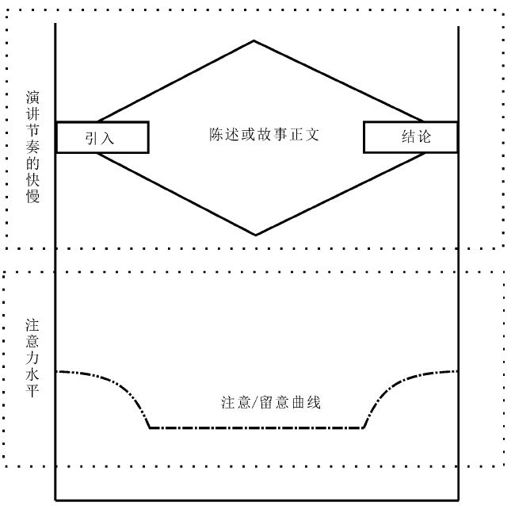 演讲节奏的快慢
引入
陈述或故事正文
结论
注意力水平
注意/留意曲线